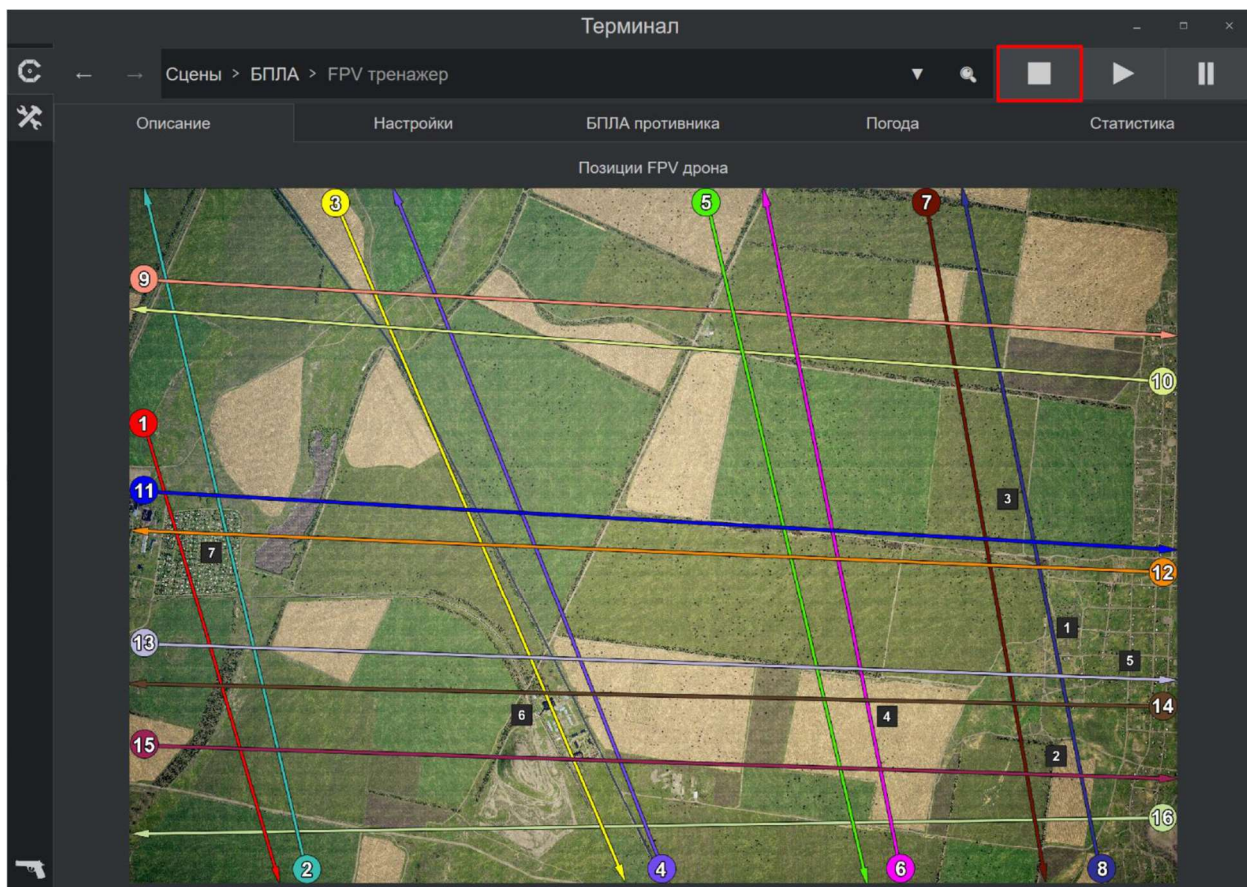 Терминал
Сцены > БПЛА > FPV тренажер
Описание
Настройки
БПЛА противника
Погода
Статистика
Позиции FPV дрона
3
5
7
9
10
1
11
3
7
12
1
13
5
6
4
14
15
2
16
2
4
6
8